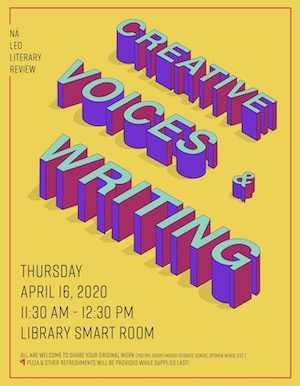 NĀ
LEO
LITERARY
REVIEW
CREATIVE
VOICES
&
WRITING
THURSDAY
APRIL 16, 2020
11:30 AM - 12:30 PM
LIBRARY SMART ROOM
ALL ARE WELCOME TO SHARE YOUR ORIGINAL WORK (POETRY, SHORT/MICRO STORIES, SONGS, SPOKEN WORD, ETC.)
PIZZA & OTHER REFRESHMENTS WILL BE PROVIDED WHILE SUPPLIES LAST!